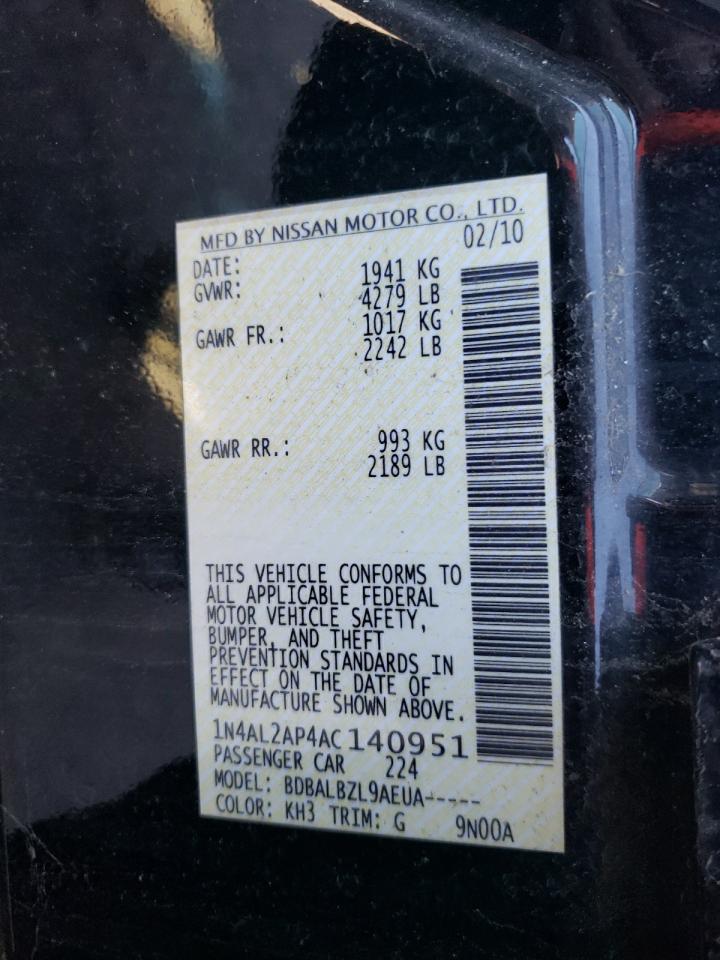 MFD BY NISSAN MOTOR CO., LTD.
DATE: 02/10
GVWR: 1941 KG
4279 LB
GAWR FR.: 1017 KG
2242 LB
GAWR RR.: 993 KG
2189 LB
THIS VEHICLE CONFORMS TO
ALL APPLICABLE FEDERAL
MOTOR VEHICLE SAFETY,
BUMPER, AND THEFT
PREVENTION STANDARDS IN
EFFECT ON THE DATE OF
MANUFACTURE SHOWN ABOVE.
1N4AL2AP4AC140951
PASSENGER CAR 224
MODEL: BDBALBZL9AEUA-----
COLOR: KH3 TRIM: G 9N00A